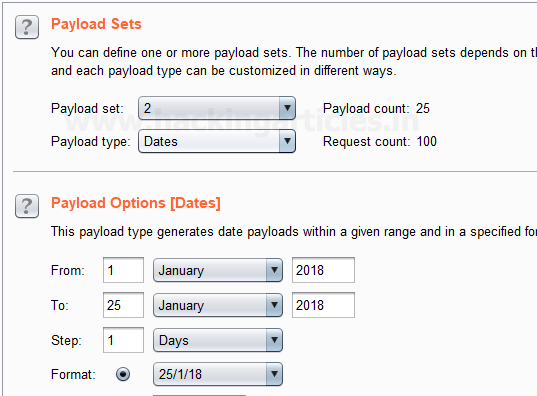 ? Payload Sets
You can define one or more payload sets. The number of payload sets depends on th
and each payload type can be customized in different ways.
Payload set: 2 Payload count: 25
www.hackingarticles.in
Payload type: Dates Request count: 100
? Payload Options [Dates]
This payload type generates date payloads within a given range and in a specified for
From: 1 January 2018
To: 25 January 2018
Step: 1 Days
Format: 25/1/18